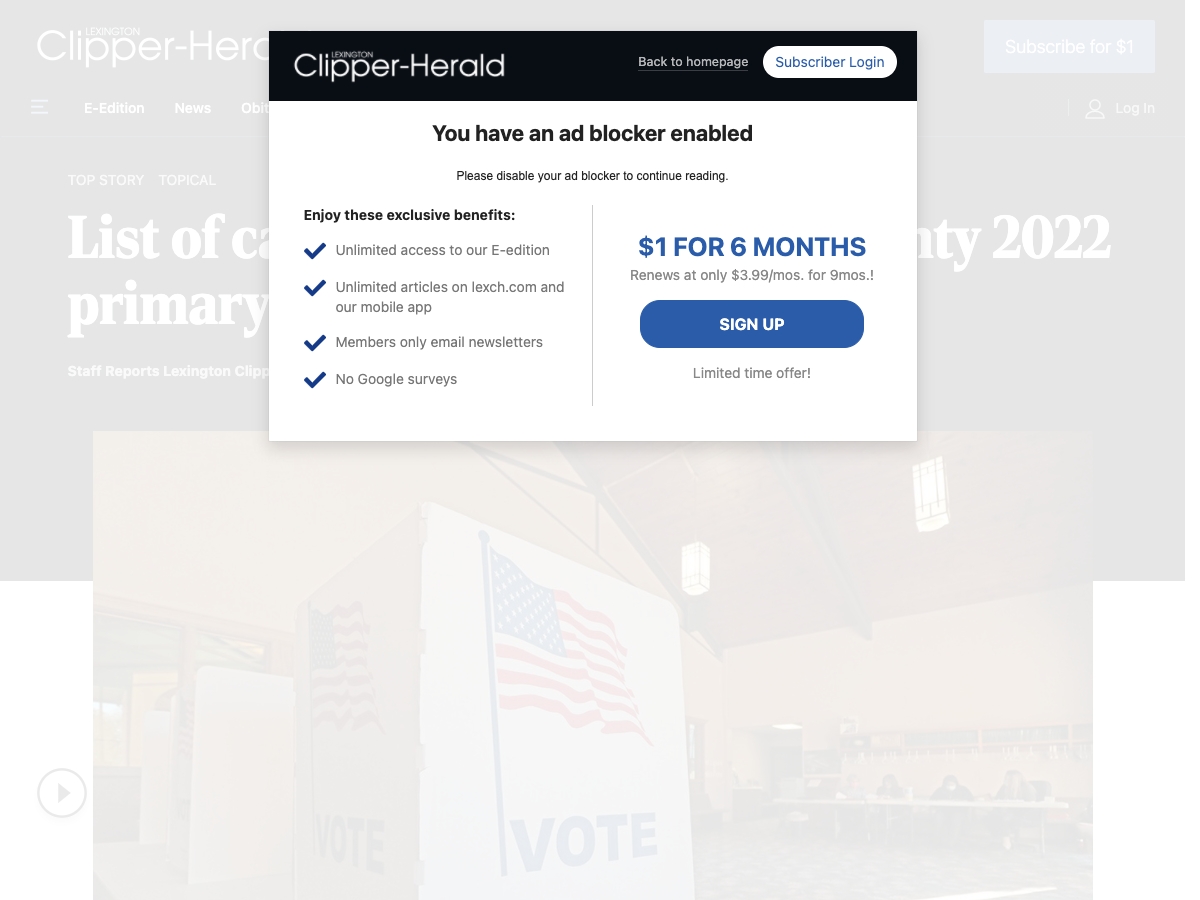 LEXINGTON
Clipper-Hera
Subscribe for $1
E-Edition News Obit
Log In
LEXINGTON
Clipper-Herald
Back to homepage
Subscriber Login
You have an ad blocker enabled
Please disable your ad blocker to continue reading.
Enjoy these exclusive benefits:
Unlimited access to our E-edition
Unlimited articles on lexch.com and
our mobile app
Members only email newsletters
No Google surveys
$1 FOR 6 MONTHS
Renews at only $3.99/mos. for 9mos.!
SIGN UP
Limited time offer!
TOP STORY TOPICAL
List of ca nty 2022
primary
Staff Reports Lexington Clipp
VOTE
VOTE